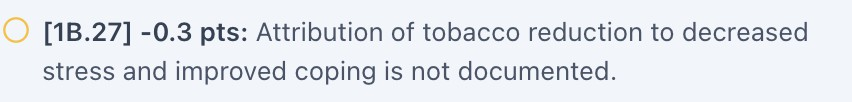 [1B.27] -0.3 pts: Attribution of tobacco reduction to decreased
stress and improved coping is not documented.